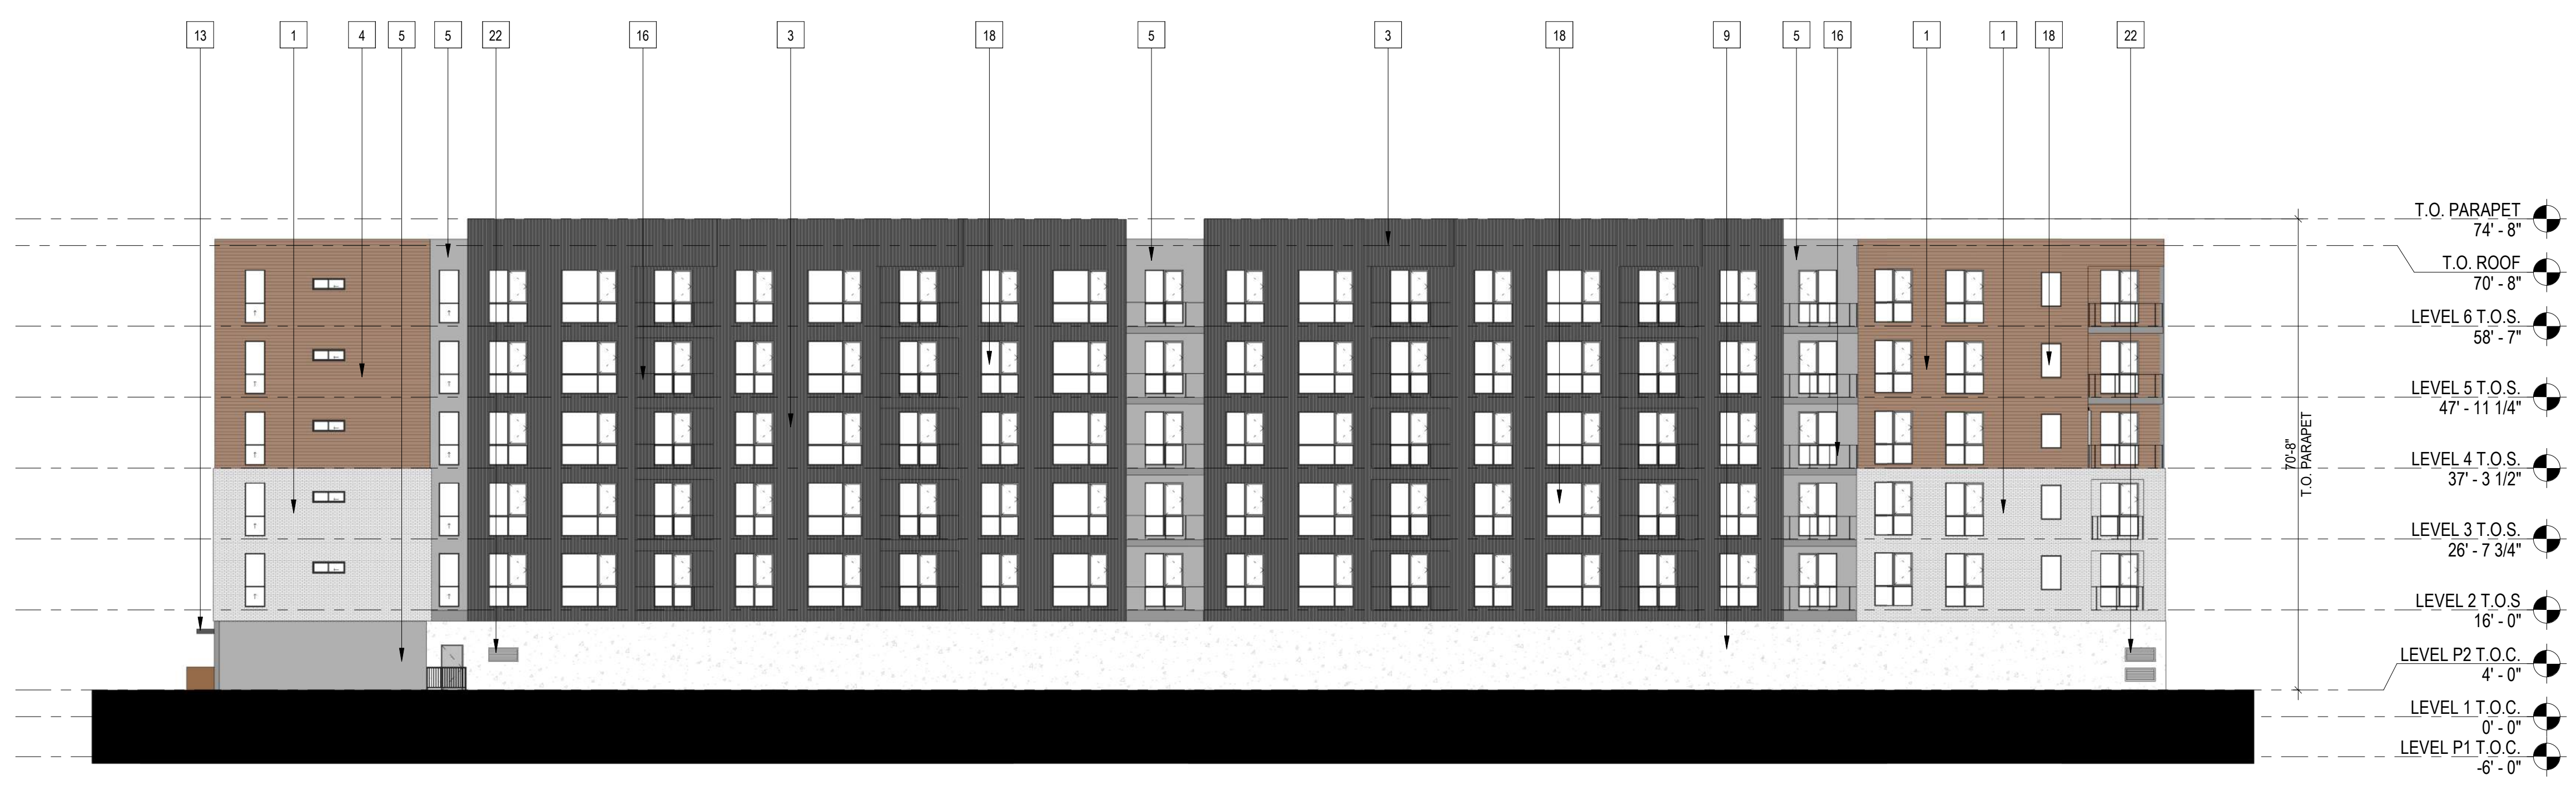 13
1
4
5
5
22
16
3
18
5
3
18
9
5
16
1
1
18
22
T.O. PARAPET
74' - 8"
T.O. ROOF
70' - 8"
LEVEL 6 T.O.S.
58' - 7"
LEVEL 5 T.O.S.
47' - 11 1/4"
LEVEL 4 T.O.S.
37' - 3 1/2"
LEVEL 3 T.O.S.
26' - 7 3/4"
LEVEL 2 T.O.S
16' - 0"
LEVEL P2 T.O.C.
4' - 0"
LEVEL 1 T.O.C.
0' - 0"
LEVEL P1 T.O.C.
-6' - 0"
70'-8"
T.O. PARAPET